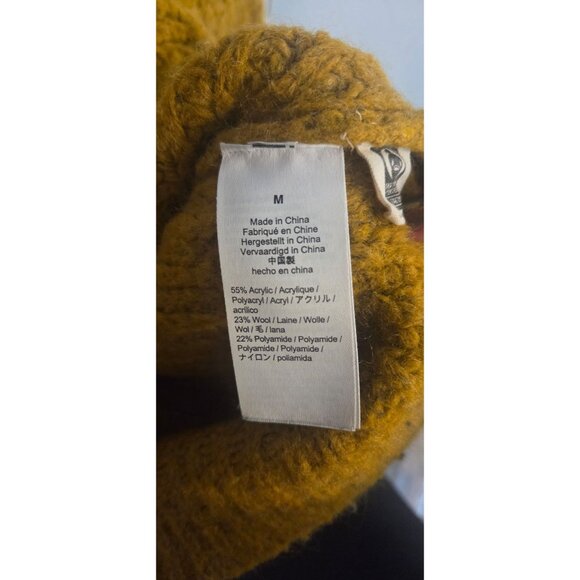 M
Made in China
Fabriqué en Chine
Hergestellt in China
Vervaardigd in China
中国製
hecho en china
55% Acrylic / Acrylique /
Polyacryl / Acryl / アクリル /
acrílico
23% Wool / Laine / Wolle /
Wol / 毛 / lana
22% Polyamide / Polyamide /
Polyamide / Polyamide /
ナイロン / poliamida